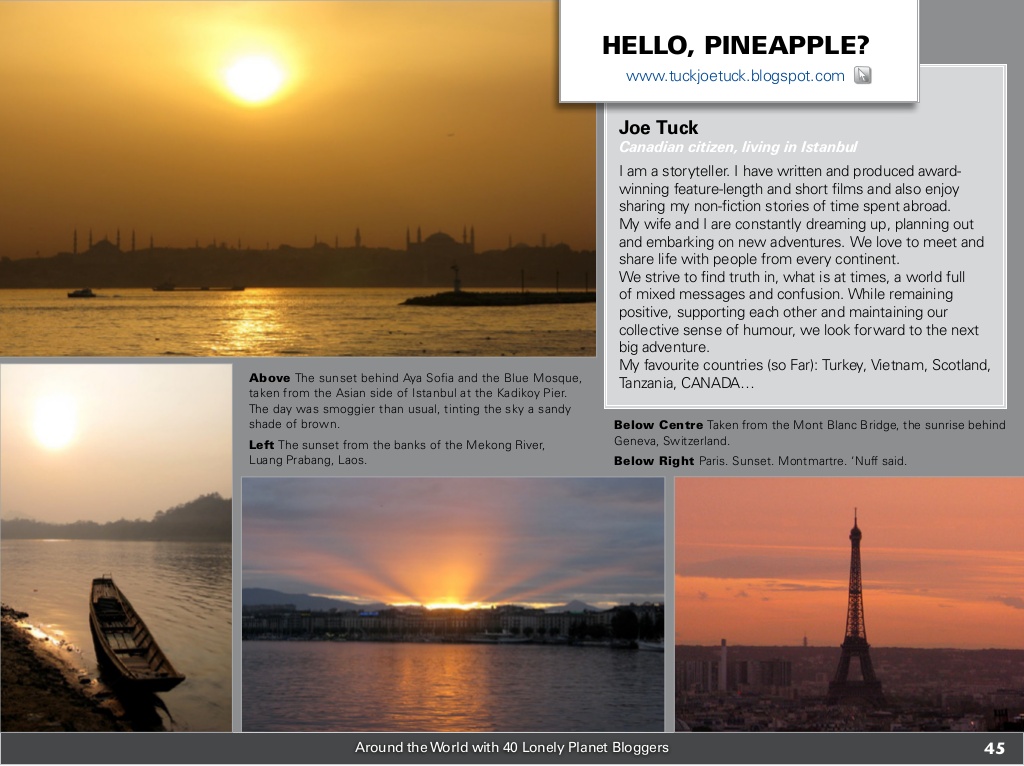 HELLO, PINEAPPLE?
www.tuckjoetuck.blogspot.com
Joe Tuck
Canadian citizen, living in Istanbul
I am a storyteller. I have written and produced award-
winning feature-length and short films and also enjoy
sharing my non-fiction stories of time spent abroad.
My wife and I are constantly dreaming up, planning out
and embarking on new adventures. We love to meet and
share life with people from every continent.
We strive to find truth in, what is at times, a world full
of mixed messages and confusion. While remaining
positive, supporting each other and maintaining our
collective sense of humour, we look forward to the next
big adventure.
My favourite countries (so Far): Turkey, Vietnam, Scotland,
Tanzania, CANADA…
Above The sunset behind Aya Sofia and the Blue Mosque,
taken from the Asian side of Istanbul at the Kadikoy Pier.
The day was smoggier than usual, tinting the sky a sandy
shade of brown.
Left The sunset from the banks of the Mekong River,
Luang Prabang, Laos.
Below Centre Taken from the Mont Blanc Bridge, the sunrise behind
Geneva, Switzerland.
Below Right Paris. Sunset. Montmartre. ‘Nuff said.
Around the World with 40 Lonely Planet Bloggers
45